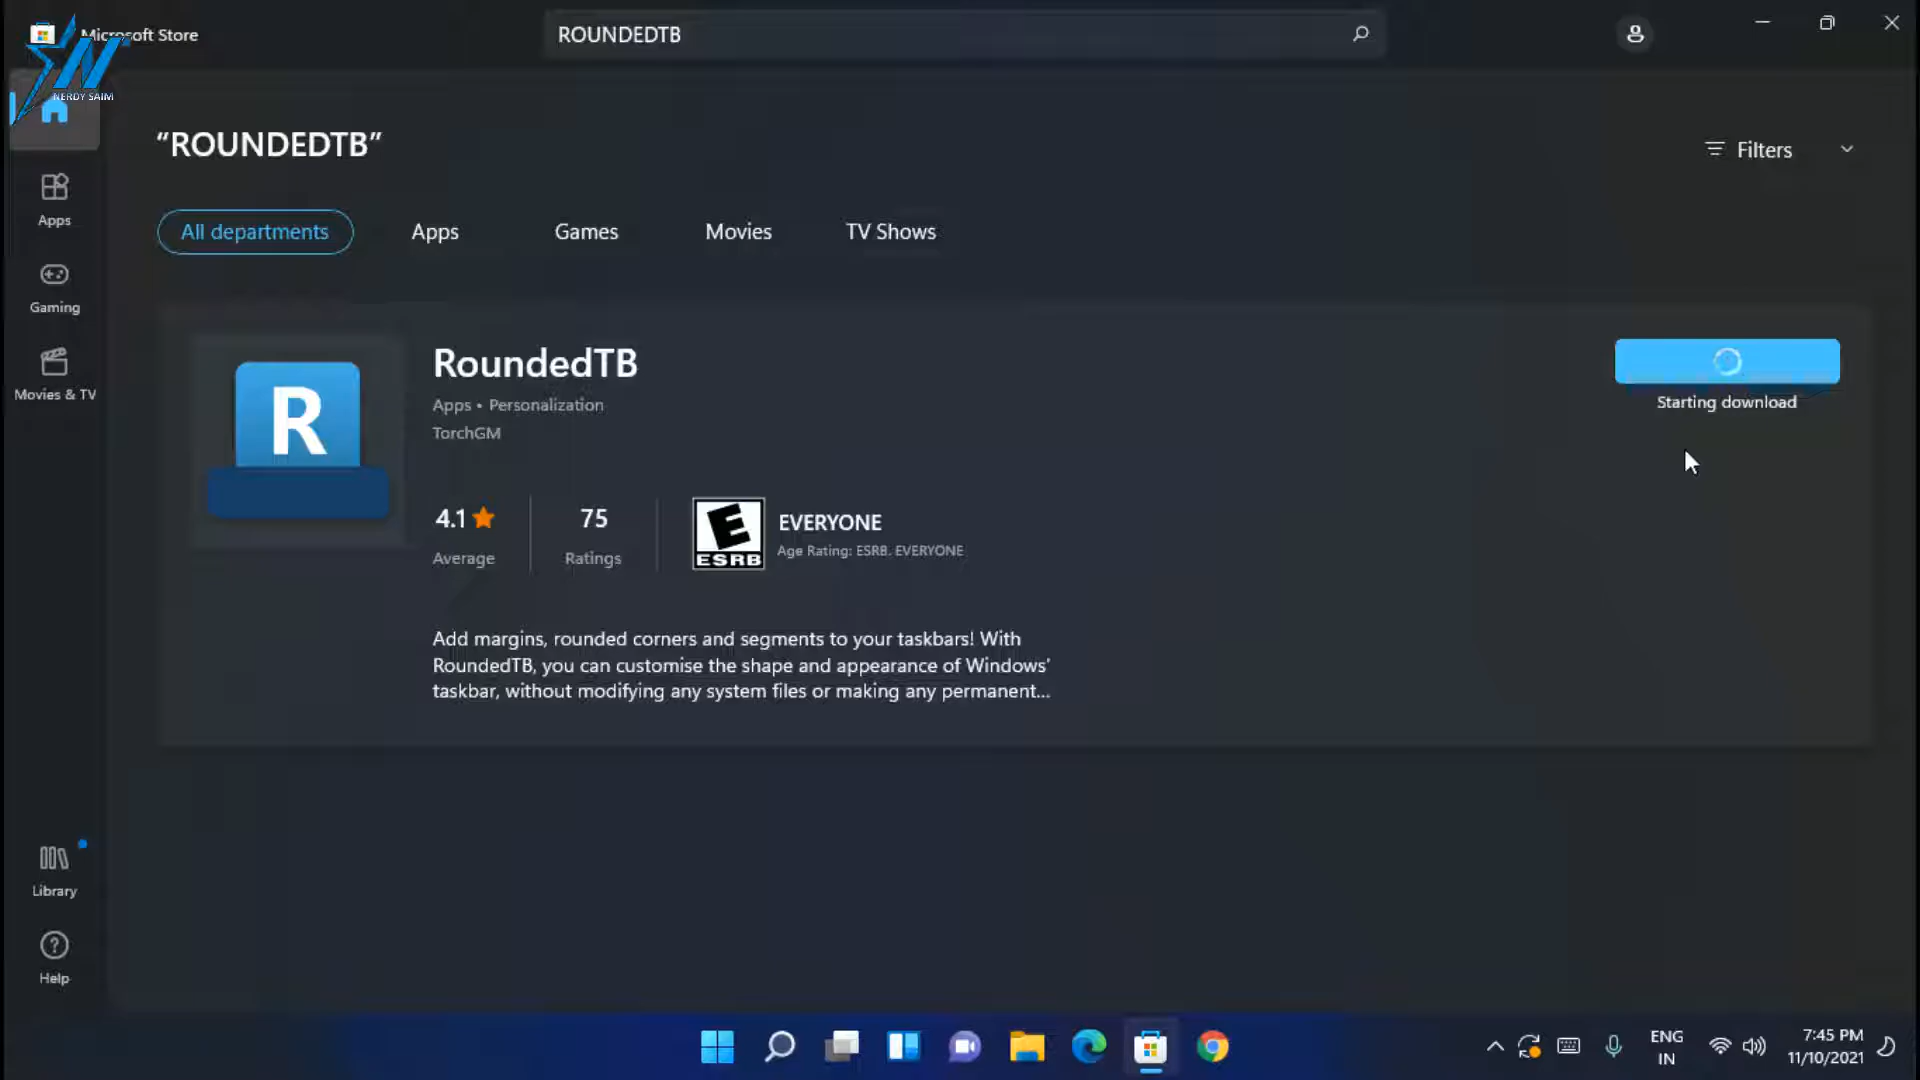 Microsoft Store
ROUNDEDTB
NERDY SAIM
“ROUNDEDTB”
Filters
Apps
Gaming
Movies & TV
All departments
Apps
Games
Movies
TV Shows
R
RoundedTB
Apps • Personalization
TorchGM
Starting download
4.1
Average
75
Ratings
E
ESRB
EVERYONE
Age Rating: ESRB. EVERYONE
Add margins, rounded corners and segments to your taskbars! With
RoundedTB, you can customise the shape and appearance of Windows'
taskbar, without modifying any system files or making any permanent...
Library
Help
ENG
IN
7:45 PM
11/10/2021